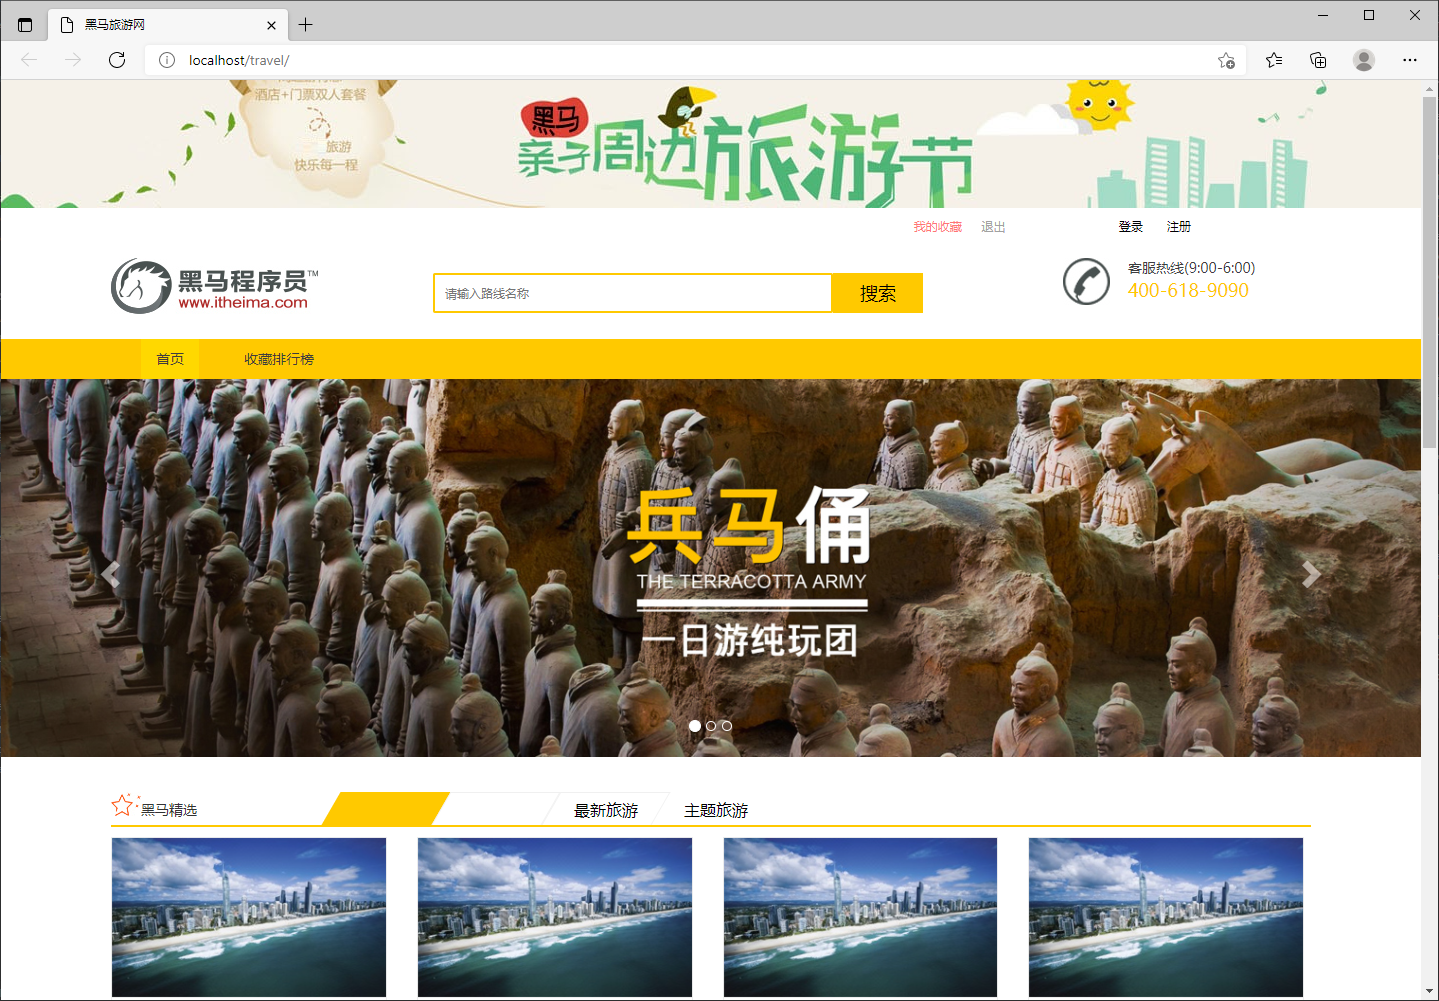 黑马旅游网
localhost/travel/
酒店+门票双人套餐
旅游
快乐每一程
黑马
亲子周边旅游节
我的收藏 退出 登录 注册
黑马程序员TM
www.itheima.com
请输入路线名称
搜索
客服热线(9:00-6:00)
400-618-9090
首页 收藏排行榜
兵马俑
THE TERRACOTTA ARMY
一日游纯玩团
黑马精选 最新旅游 主题旅游